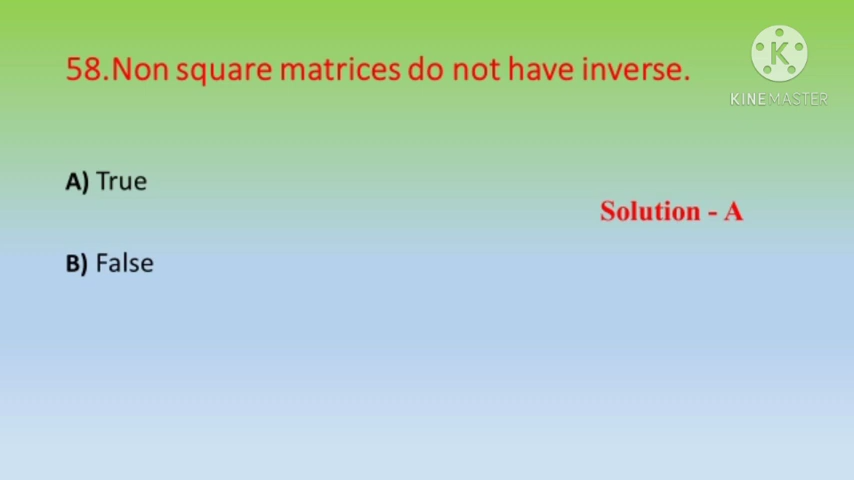 58.Non square matrices do not have inverse.
K
KINEMASTER
A) True
Solution - A
B) False